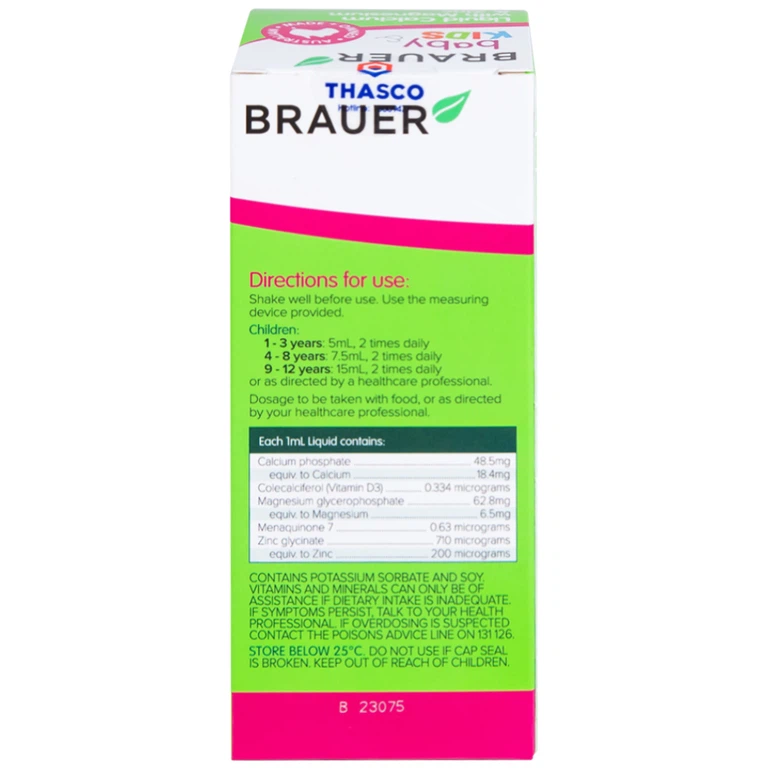 Liquid Calcium
With Magnesium
baby
KIDS
BRAUER
THASCO
BRAUER
Directions for use:
Shake well before use. Use the measuring
device provided.
Children:
1 - 3 years: 5mL, 2 times daily
4 - 8 years: 7.5mL, 2 times daily
9 - 12 years: 15mL, 2 times daily
or as directed by a healthcare professional.
Dosage to be taken with food, or as directed
by your healthcare professional.
Each 1mL Liquid contains:
Calcium phosphate 48.5mg
equiv. to Calcium 18.4mg
Colecalciferol (Vitamin D3) 0.334 micrograms
Magnesium glycerophosphate 62.8mg
equiv. to Magnesium 6.5mg
Menaquinone 7 0.63 micrograms
Zinc glycinate 710 micrograms
equiv. to Zinc 200 micrograms
CONTAINS POTASSIUM SORBATE AND SOY.
VITAMINS AND MINERALS CAN ONLY BE OF
ASSISTANCE IF DIETARY INTAKE IS INADEQUATE.
IF SYMPTOMS PERSIST, TALK TO YOUR HEALTH
PROFESSIONAL. IF OVERDOSING IS SUSPECTED
CONTACT THE POISONS ADVICE LINE ON 131 126.
STORE BELOW 25°C. DO NOT USE IF CAP SEAL
IS BROKEN. KEEP OUT OF REACH OF CHILDREN.
B 23075